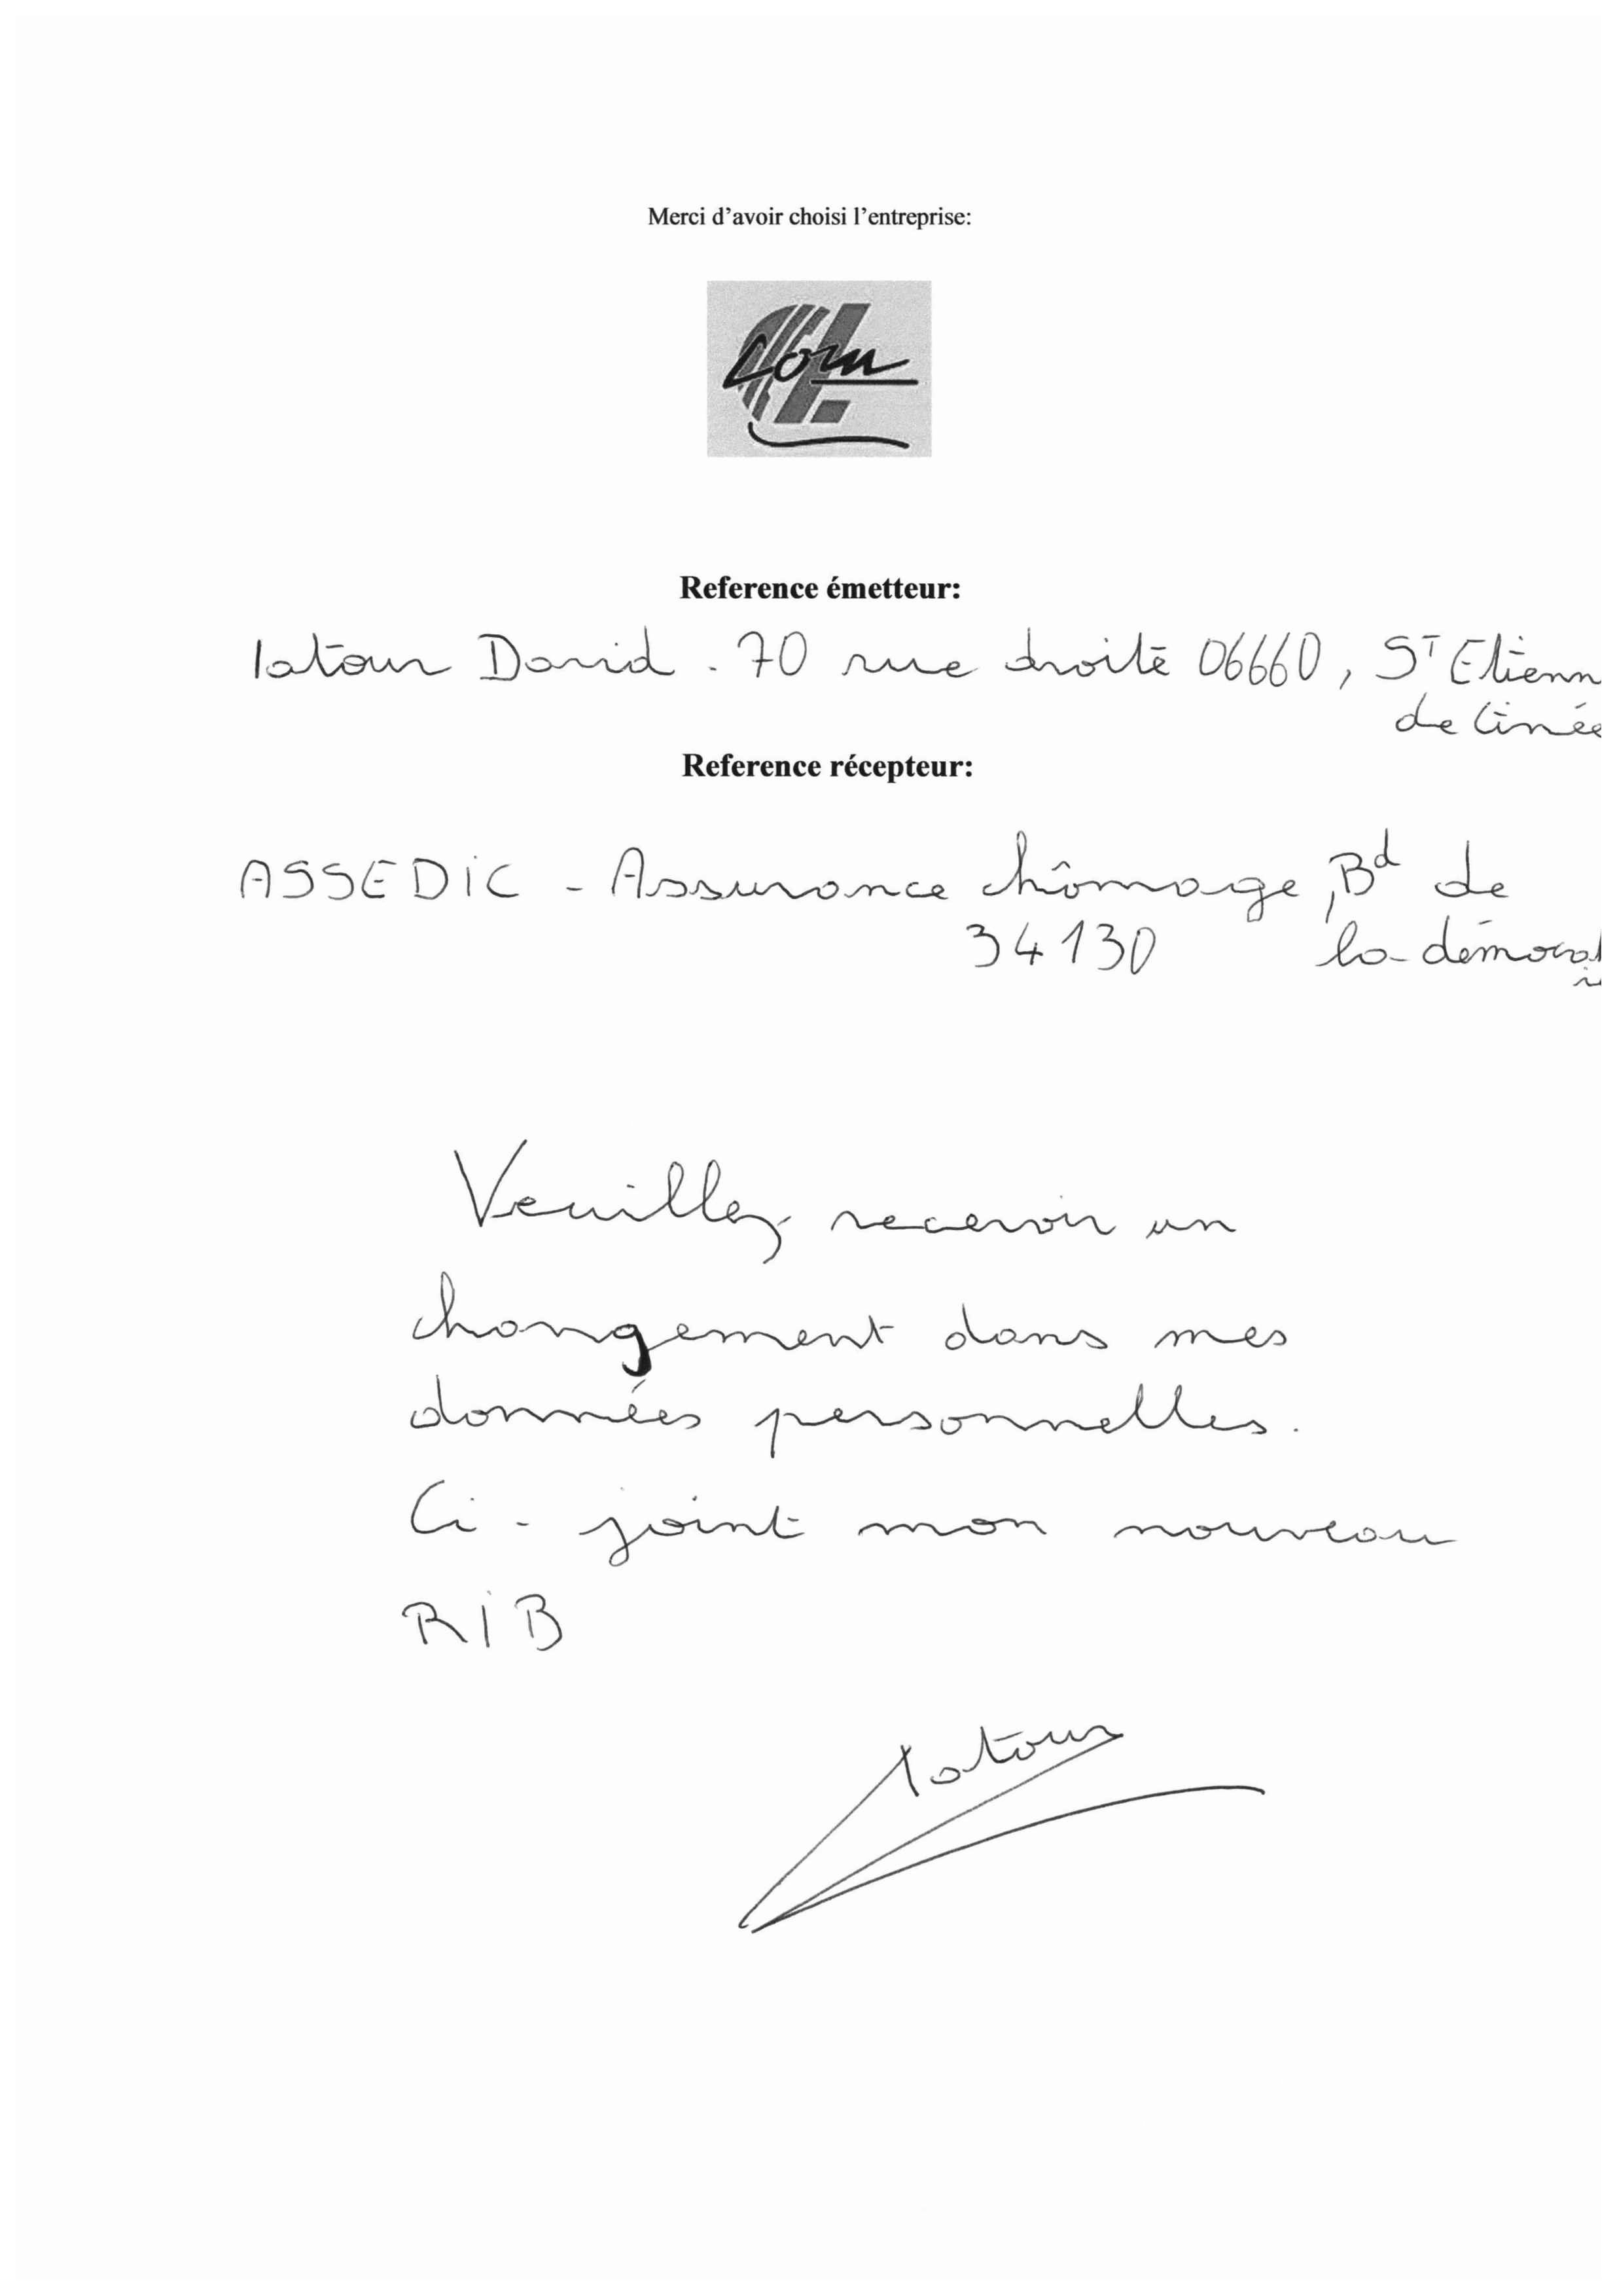 Merci d'avoir choisi l'entreprise:
Com
Reference émetteur:
latour David . 70 rue droite 06660, St Etienn
de tinée
Reference récepteur:
ASSEDIC - Assurance chômage, Bd de
34130 la démocrat
Veuillez recevoir un
changement dans mes
données personnelles.
Ci-joint mon nouveau
RIB
latour